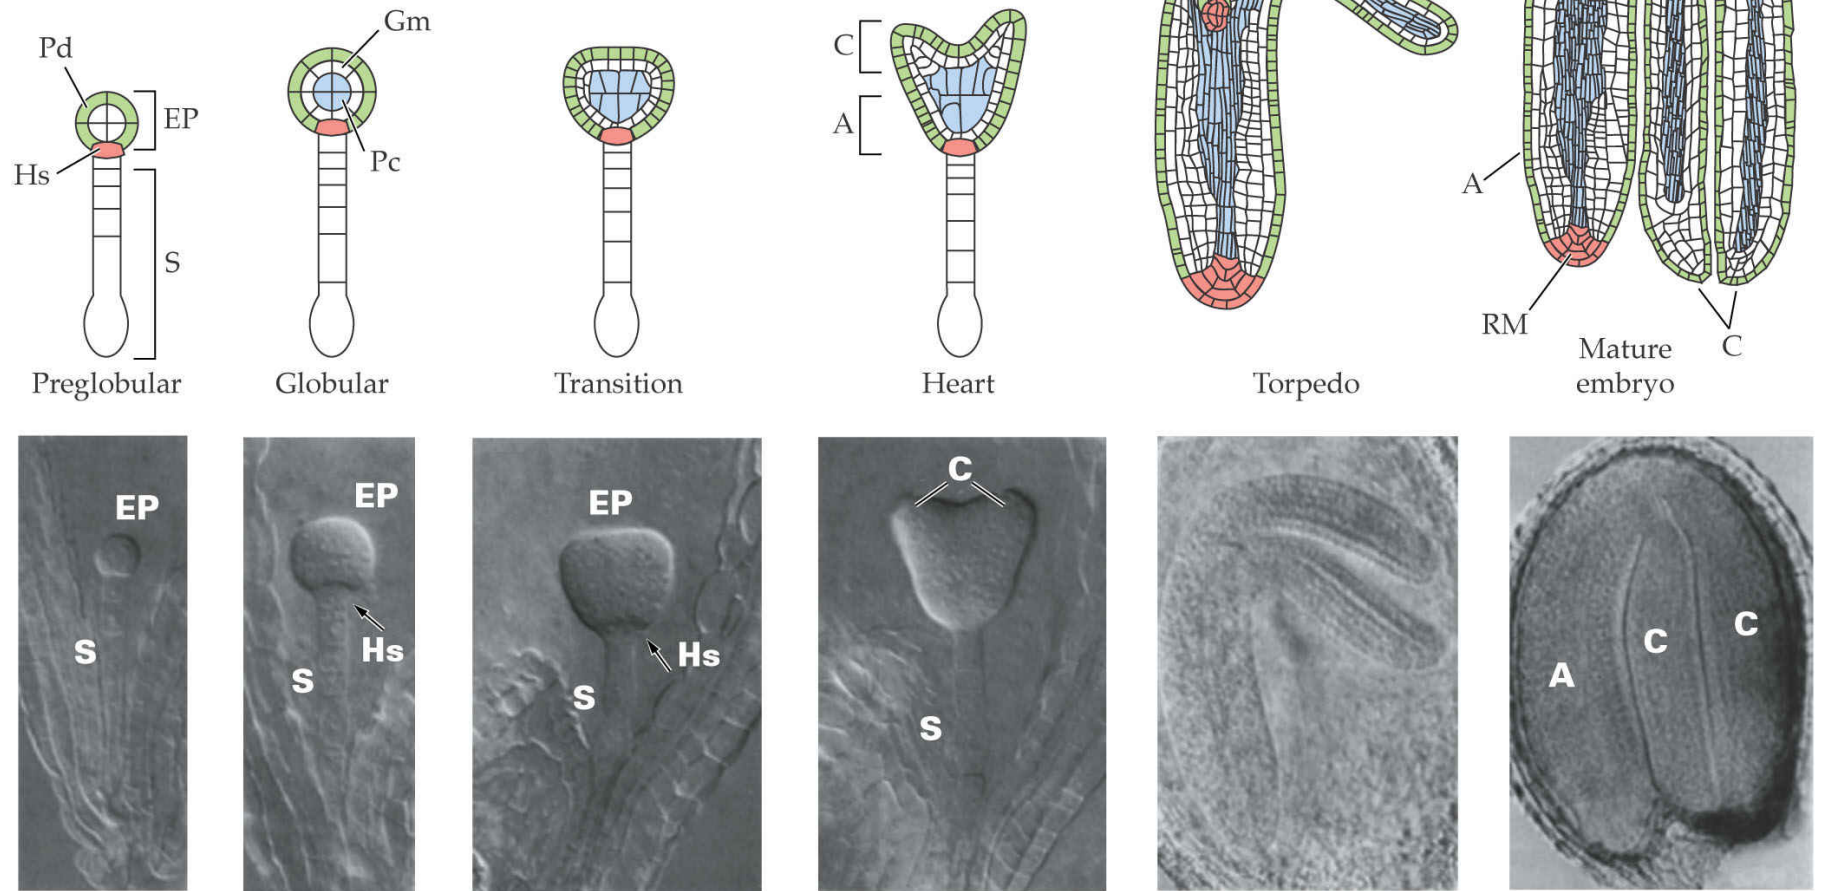 Pd
EP
Hs
S
Preglobular
Gm
Pc
Globular
Transition
C
A
Heart
Torpedo
A
RM
C
Mature
embryo
EP
S
EP
Hs
S
EP
Hs
S
C
S
A
C
C